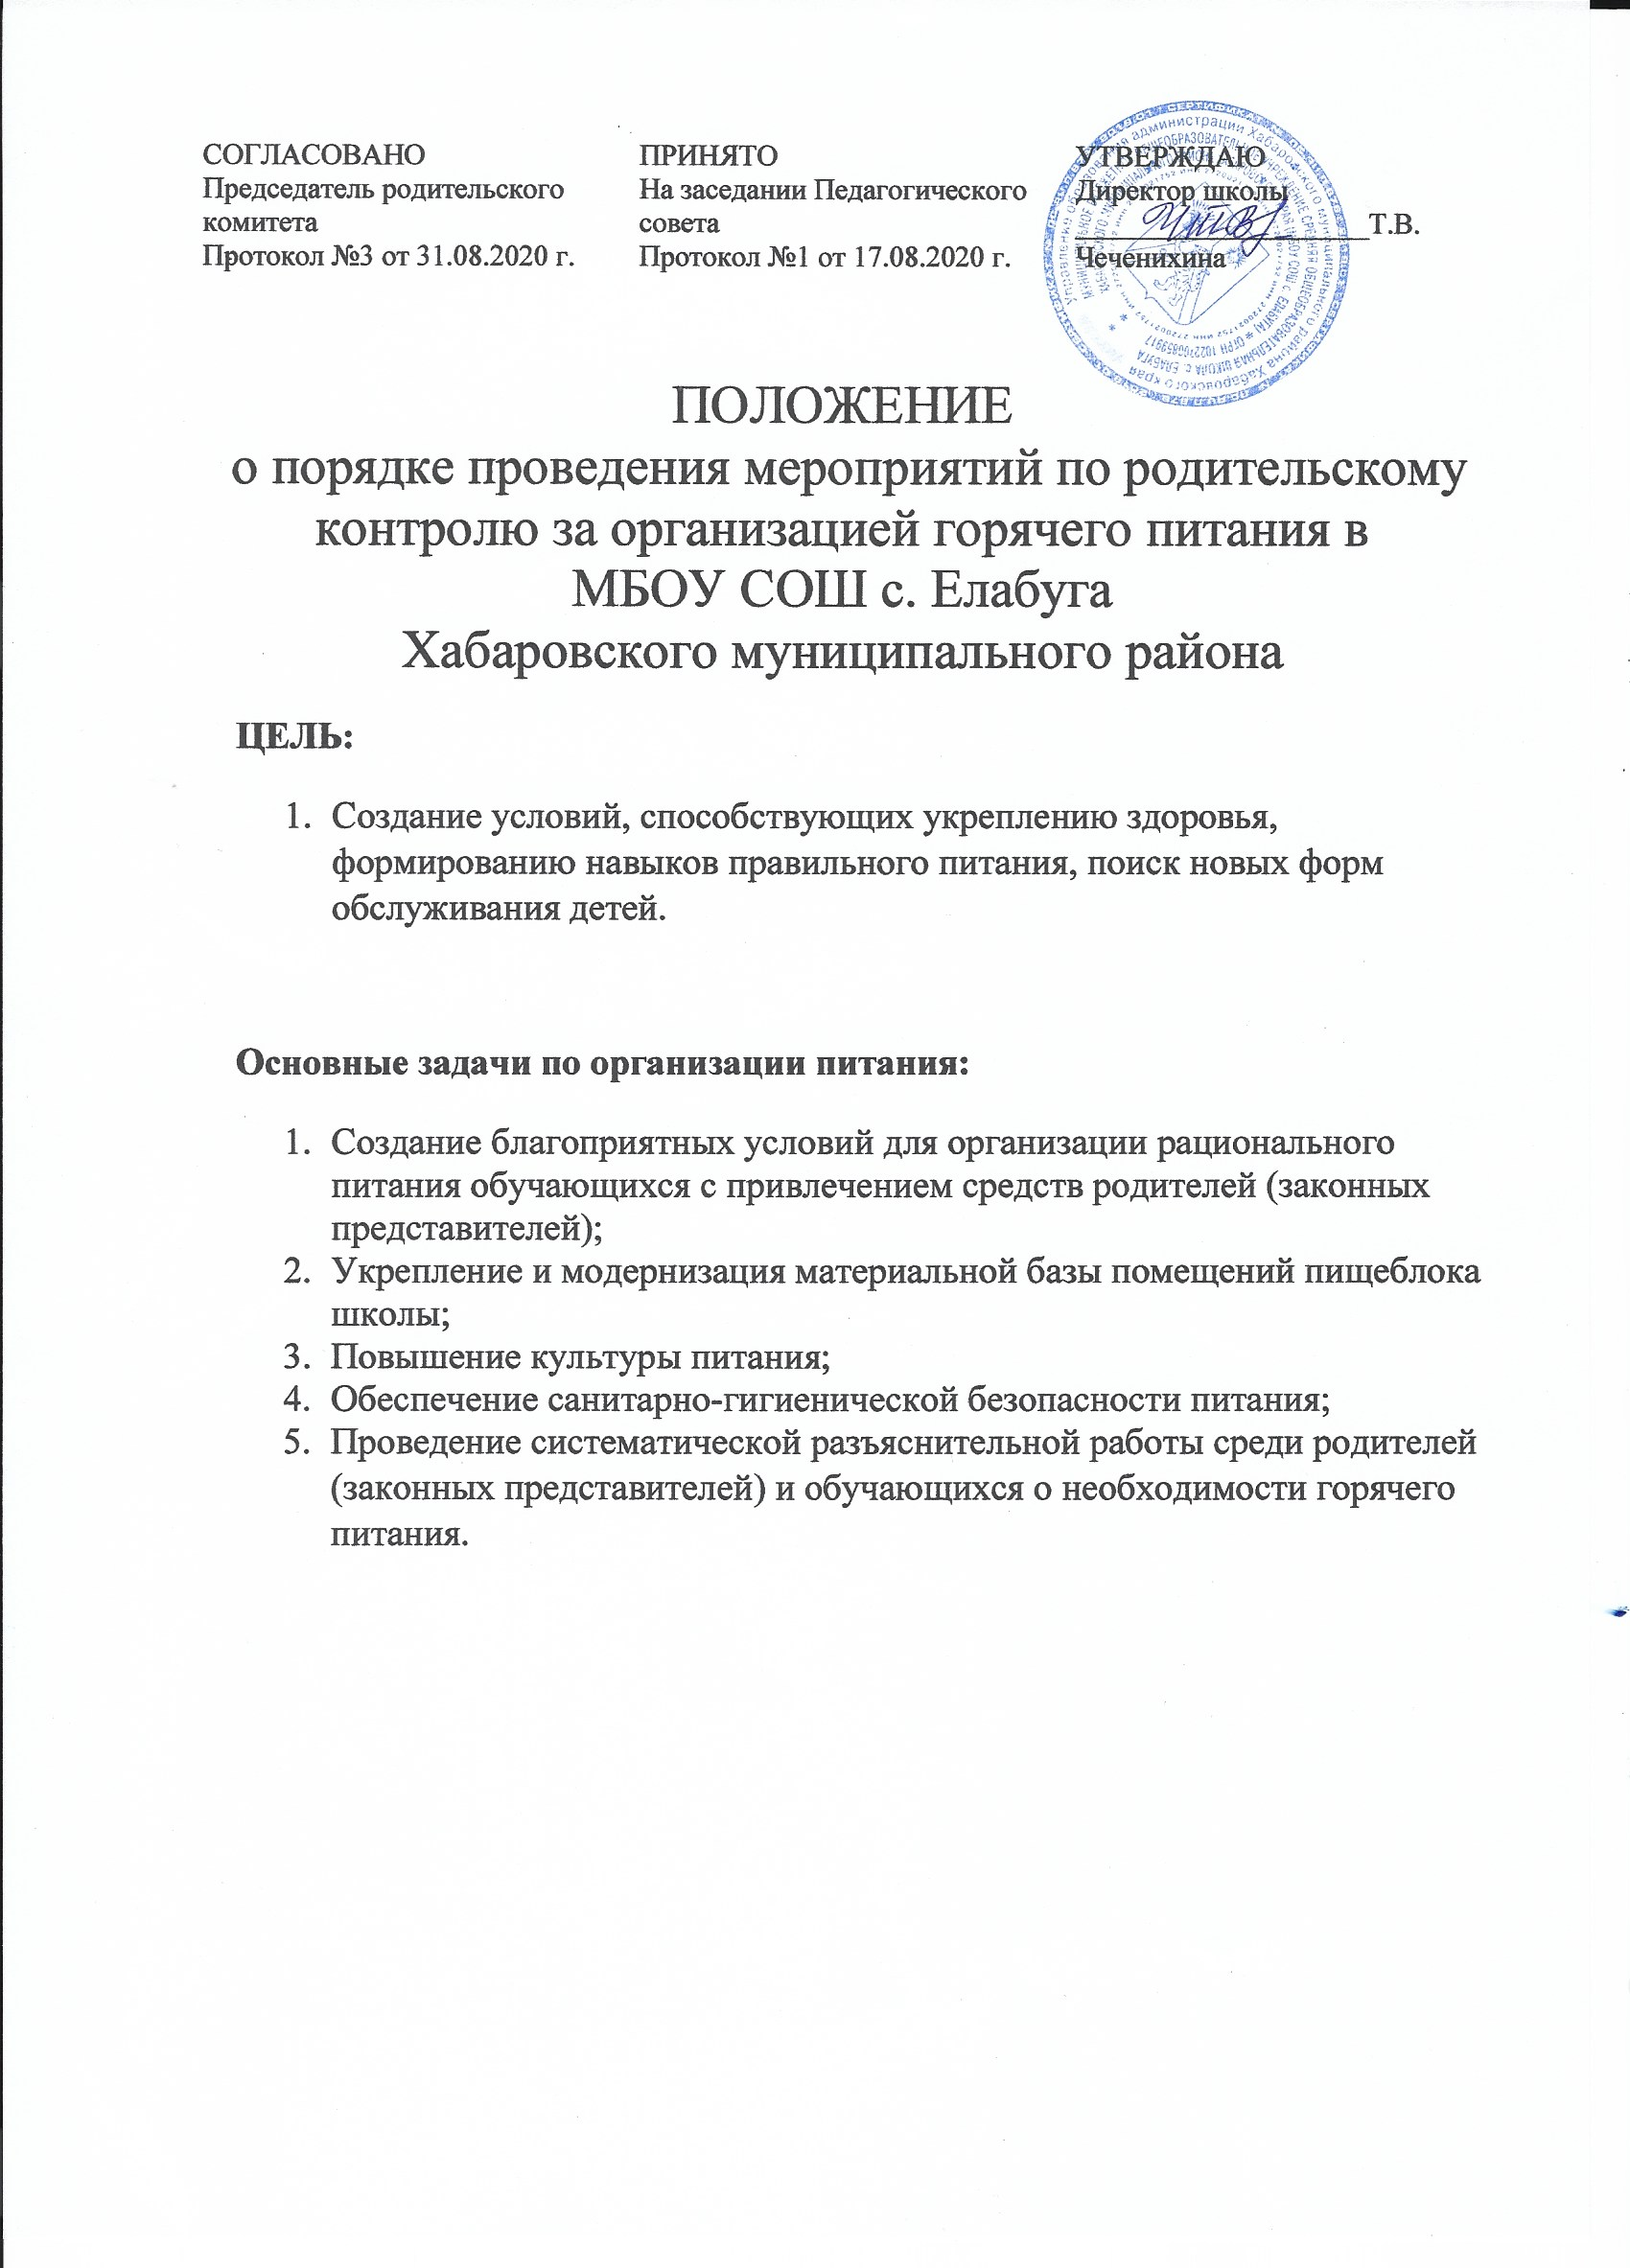 СОГЛАСОВАНО
Председатель родительского
комитета
Протокол №3 от 31.08.2020 г.
ПРИНЯТО
На заседании Педагогического
совета
Протокол №1 от 17.08.2020 г.
УТВЕРЖДАЮ
Директор школы
Т.В.
Чеченихина
ПОЛОЖЕНИЕ
о порядке проведения мероприятий по родительскому
контролю за организацией горячего питания в
МБОУ СОШ с. Елабуга
Хабаровского муниципального района
ЦЕЛЬ:
1. Создание условий, способствующих укреплению здоровья,
формированию навыков правильного питания, поиск новых форм
обслуживания детей.
Основные задачи по организации питания:
1. Создание благоприятных условий для организации рационального
питания обучающихся с привлечением средств родителей (законных
представителей);
2. Укрепление и модернизация материальной базы помещений пищеблока
школы;
3. Повышение культуры питания;
4. Обеспечение санитарно-гигиенической безопасности питания;
5. Проведение систематической разъяснительной работы среди родителей
(законных представителей) и обучающихся о необходимости горячего
питания.